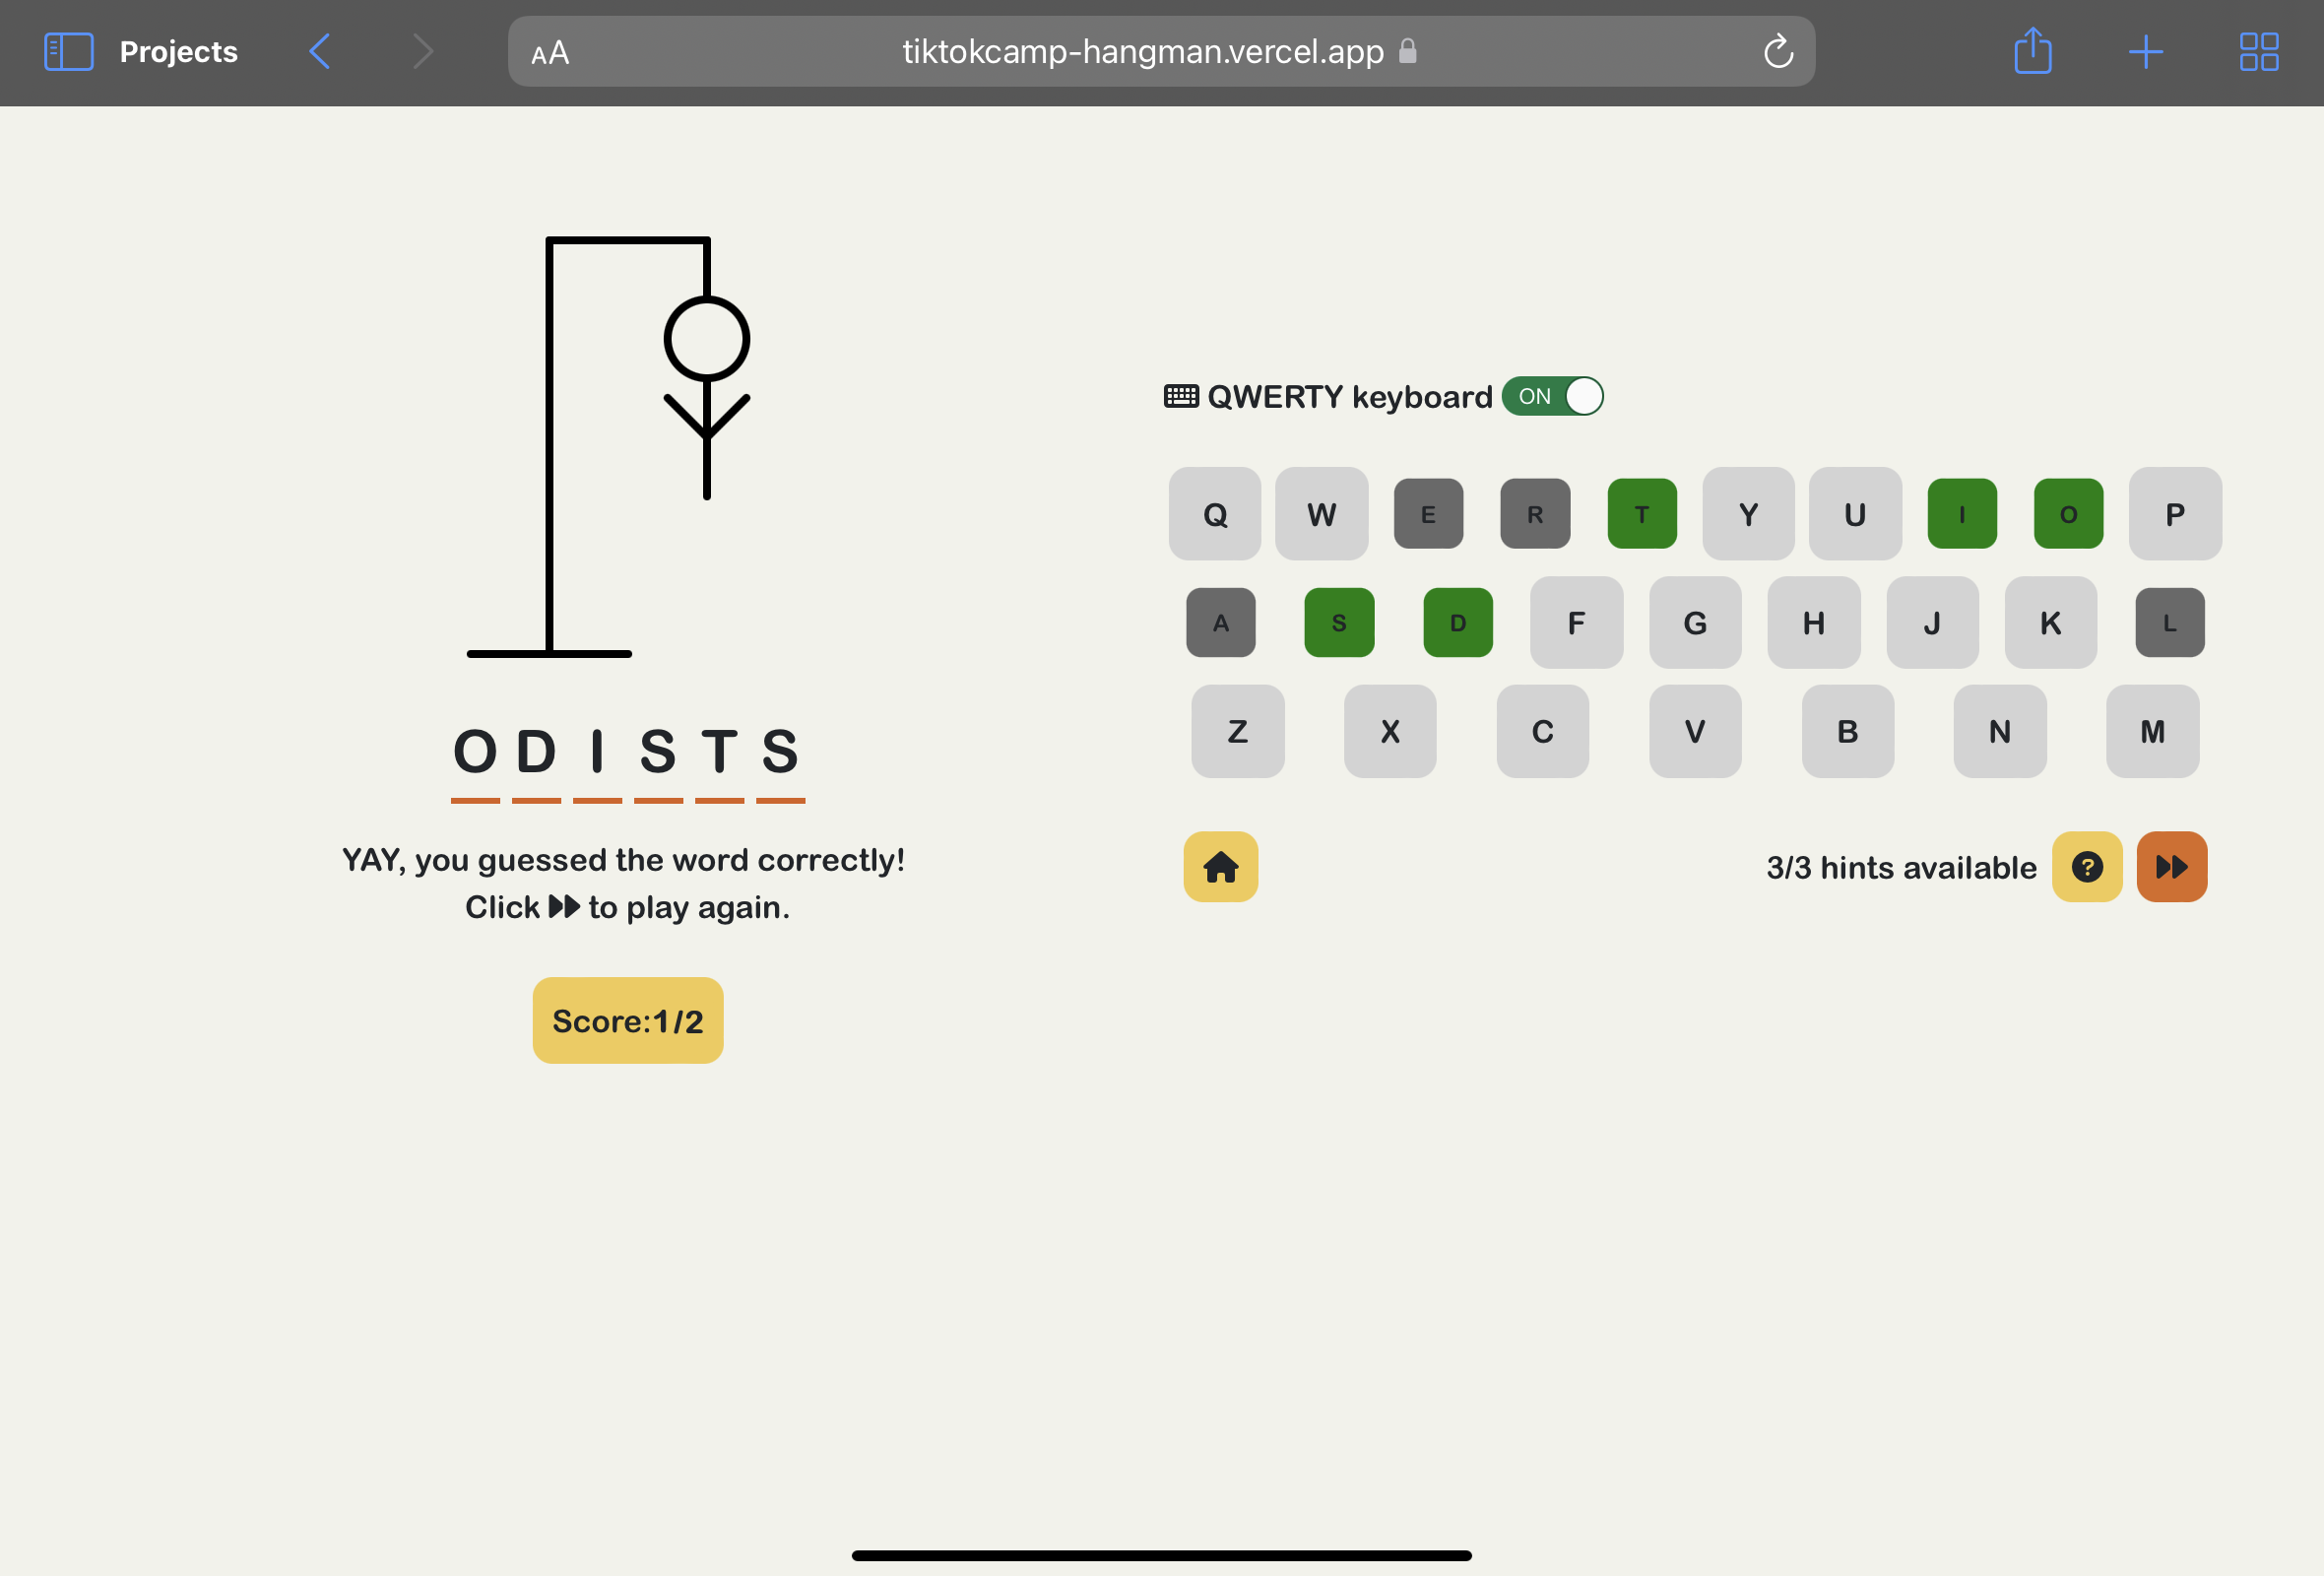 Projects
AA
tiktokcamp-hangman.vercel.app
QWERTY keyboard ON
Q W E R T Y U I O P
A S D F G H J K L
Z X C V B N M
3/3 hints available ?
O D I S T S
YAY, you guessed the word correctly!
Click to play again.
Score:1/2